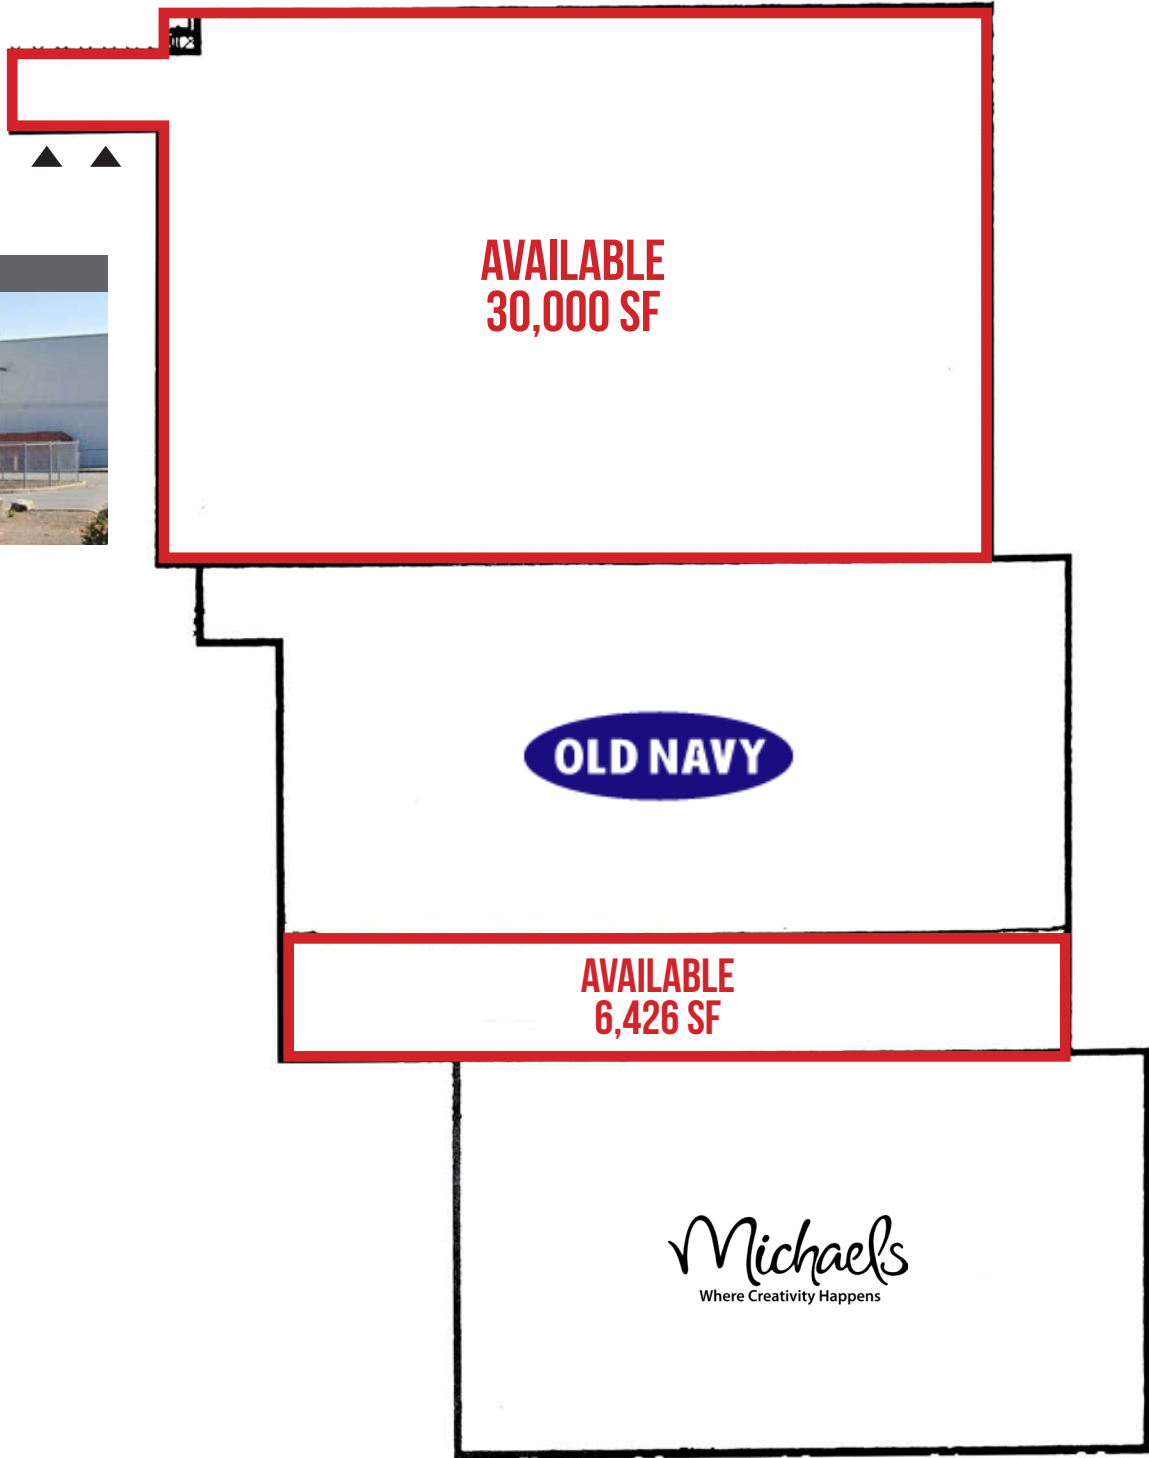 AVAILABLE
30,000 SF
OLD NAVY
AVAILABLE
6,426 SF
Michaels
Where Creativity Happens